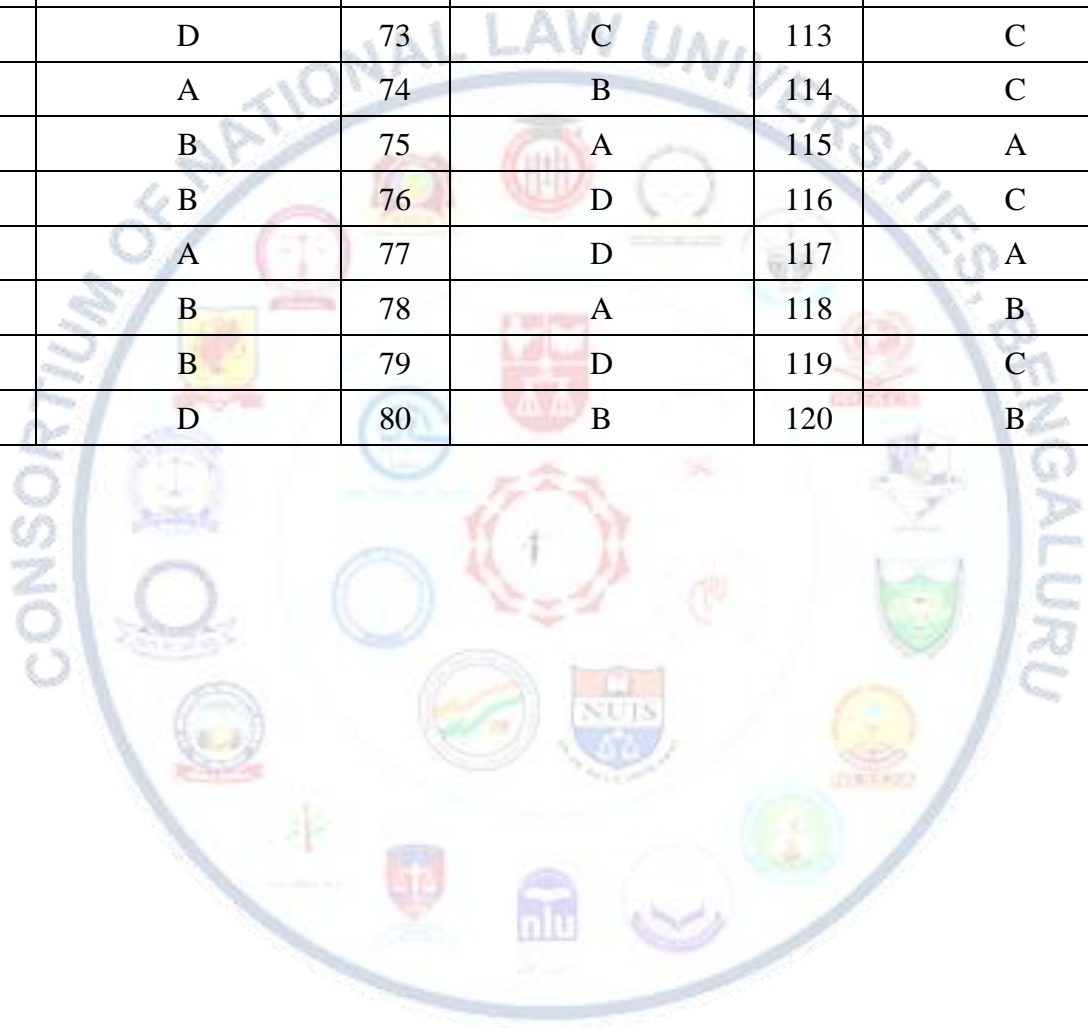 D 73 C 113 C
A 74 B 114 C
B 75 A 115 A
B 76 D 116 C
A 77 D 117 A
B 78 A 118 B
B 79 D 119 C
D 80 B 120 B
CONSORTIUM OF NATIONAL LAW UNIVERSITIES, BENGALURU
NUJS
nlu